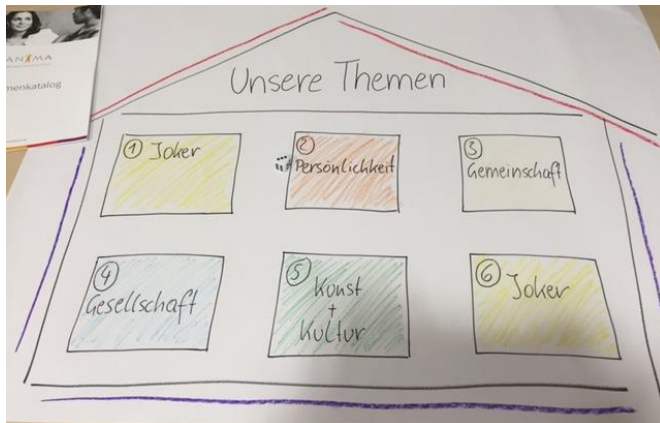 ANIMA
menkatalog
Unsere Themen
① Joker
② Persönlichkeit
③ Gemeinschaft
④ Gesellschaft
⑤ Kunst
+
Kultur
⑥ Joker